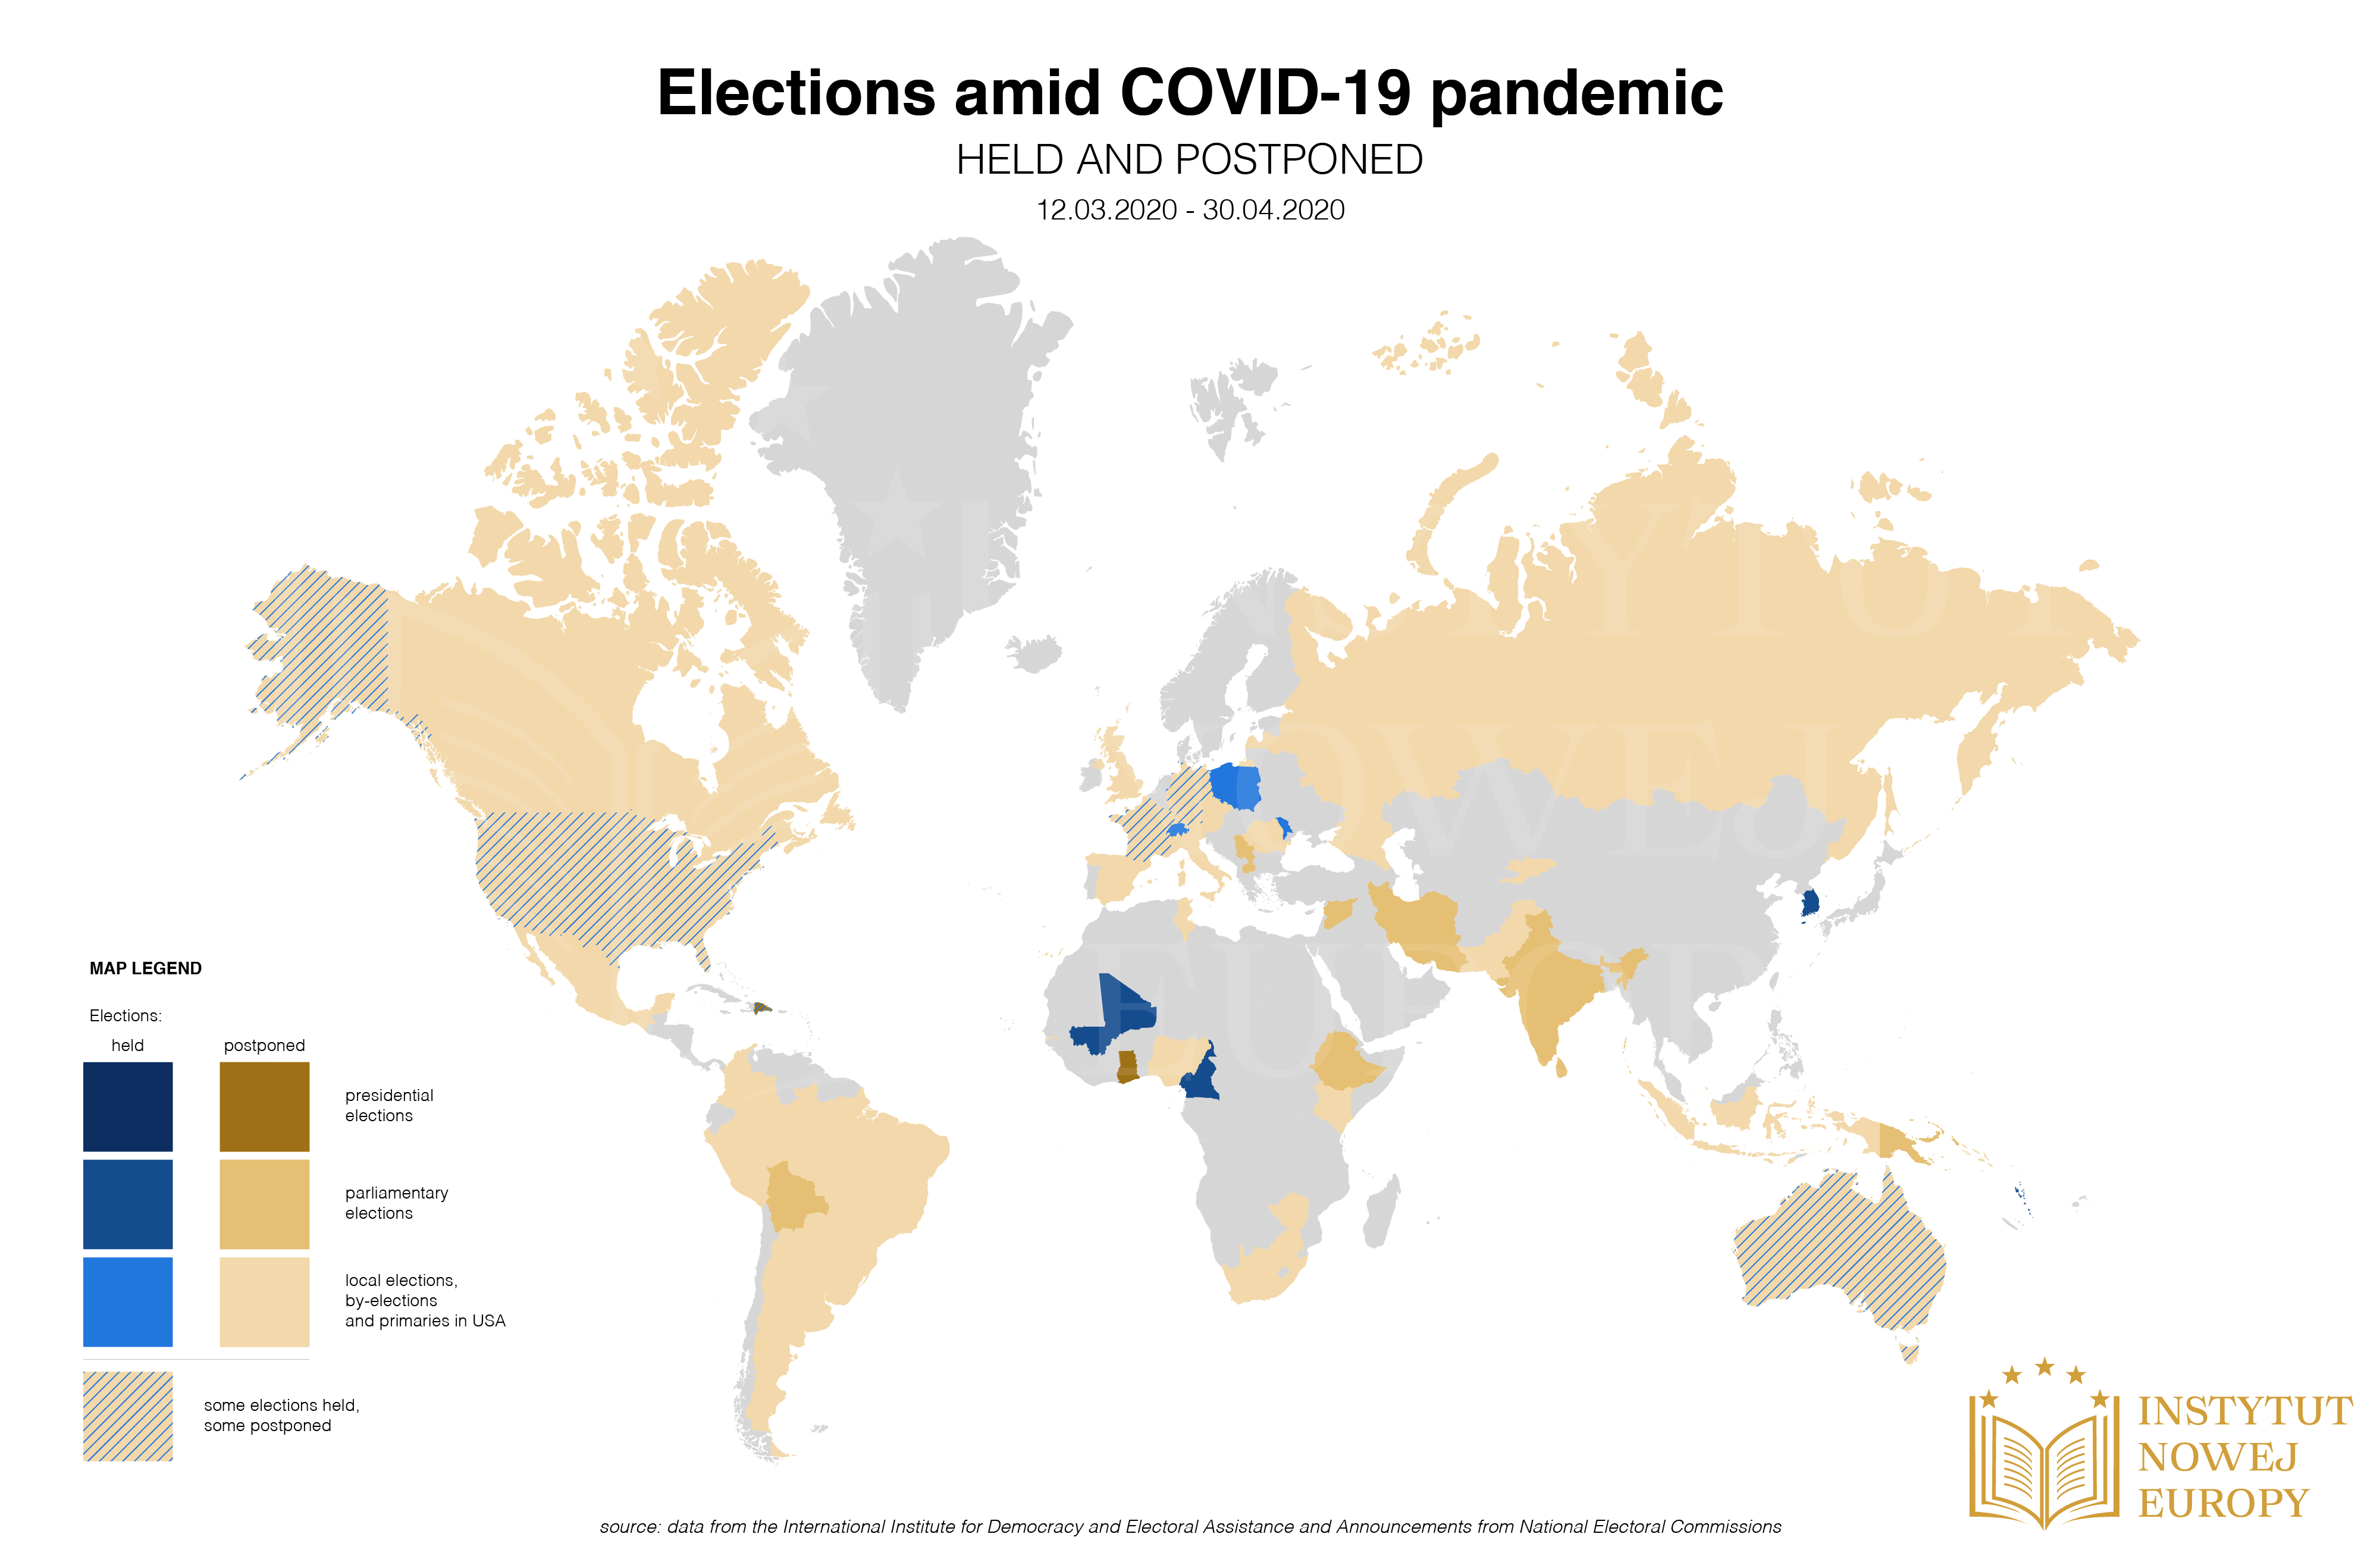 Elections amid COVID-19 pandemic
HELD AND POSTPONED
12.03.2020 - 30.04.2020
MAP LEGEND
Elections:
held
postponed
presidential
elections
parliamentary
elections
local elections,
by-elections
and primaries in USA
some elections held,
some postponed
INSTYTUT
NOWEJ
EUROPY
source: data from the International Institute for Democracy and Electoral Assistance and Announcements from National Electoral Commissions